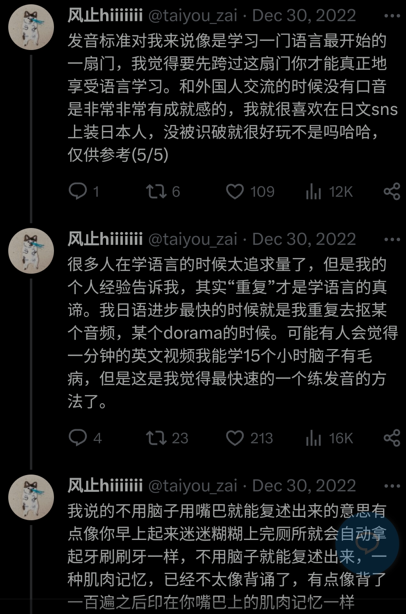 风止hiiiiiii @taiyou_zai · Dec 30, 2022
发音标准对我来说像是学习一门语言最开始的
一扇门，我觉得要先跨过这扇门你才能真正地
享受语言学习。和外国人交流的时候没有口音
是非常非常有成就感的，我就很喜欢在日文sns
上装日本人，没被识破就很好玩不是吗哈哈，
仅供参考(5/5)
1 6 109 12K
风止hiiiiiii @taiyou_zai · Dec 30, 2022
很多人在学语言的时候太追求量了，但是我的
个人经验告诉我，其实“重复”才是学语言的真
谛。我日语进步最快的时候就是我重复去抠某
个音频，某个dorama的时候。可能有人会觉得
一分钟的英文视频我能学15个小时脑子有毛
病，但是这是我觉得最快速的一个练发音的方
法了。
4 23 213 16K
风止hiiiiiii @taiyou_zai · Dec 30, 2022
我说的不用脑子用嘴巴就能复述出来的意思有
点像你早上起来迷迷糊糊上完厕所就会自动拿
起牙刷刷牙一样，不用脑子就能复述出来，一
种肌肉记忆，已经不太像背诵了，有点像背了
一百遍之后印在你嘴巴上的肌肉记忆一样